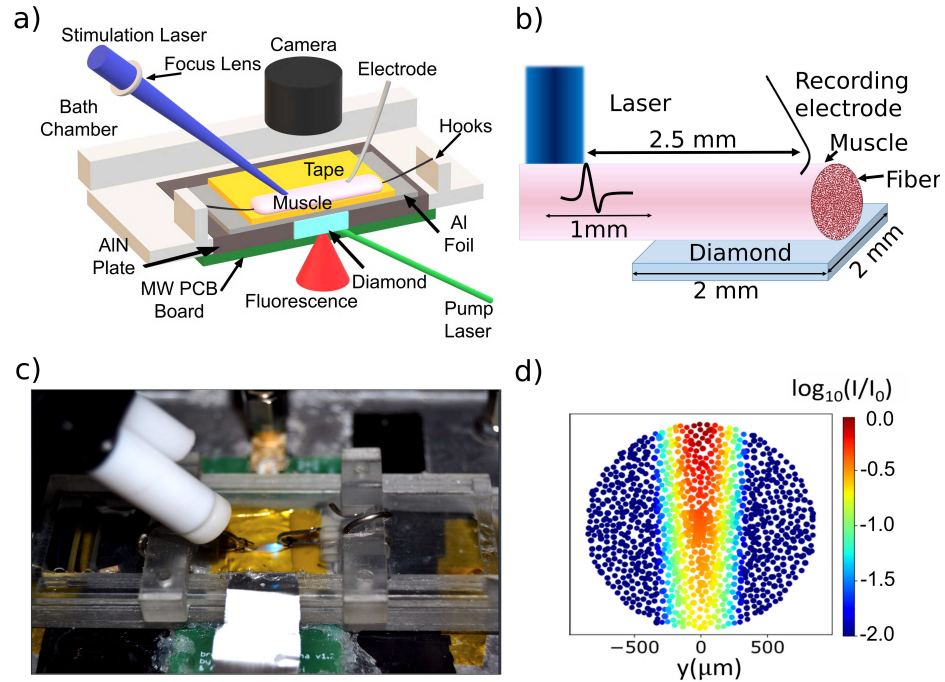 a)
Stimulation Laser
Focus Lens
Camera
Electrode
Bath
Chamber
Hooks
Tape
Muscle
AlN
Plate
Al
Foil
MW PCB
Board
Fluorescence
Diamond
Pump
Laser
b)
Laser
Recording
electrode
2.5 mm
Muscle
Fiber
1mm
Diamond
2 mm
2 mm
c)
v1.2
d)
log10(I/I0)
0.0
-0.5
-1.0
-1.5
-2.0
−500
0
500
y(μm)